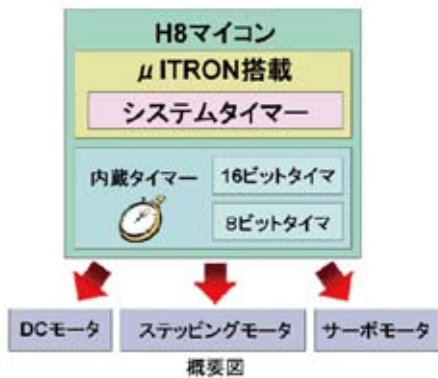 H8マイコン
μITRON搭載
システムタイマー
内蔵タイマー
16ビットタイマ
8ビットタイマ
DCモータ
ステッピングモータ
サーボモータ
概要図